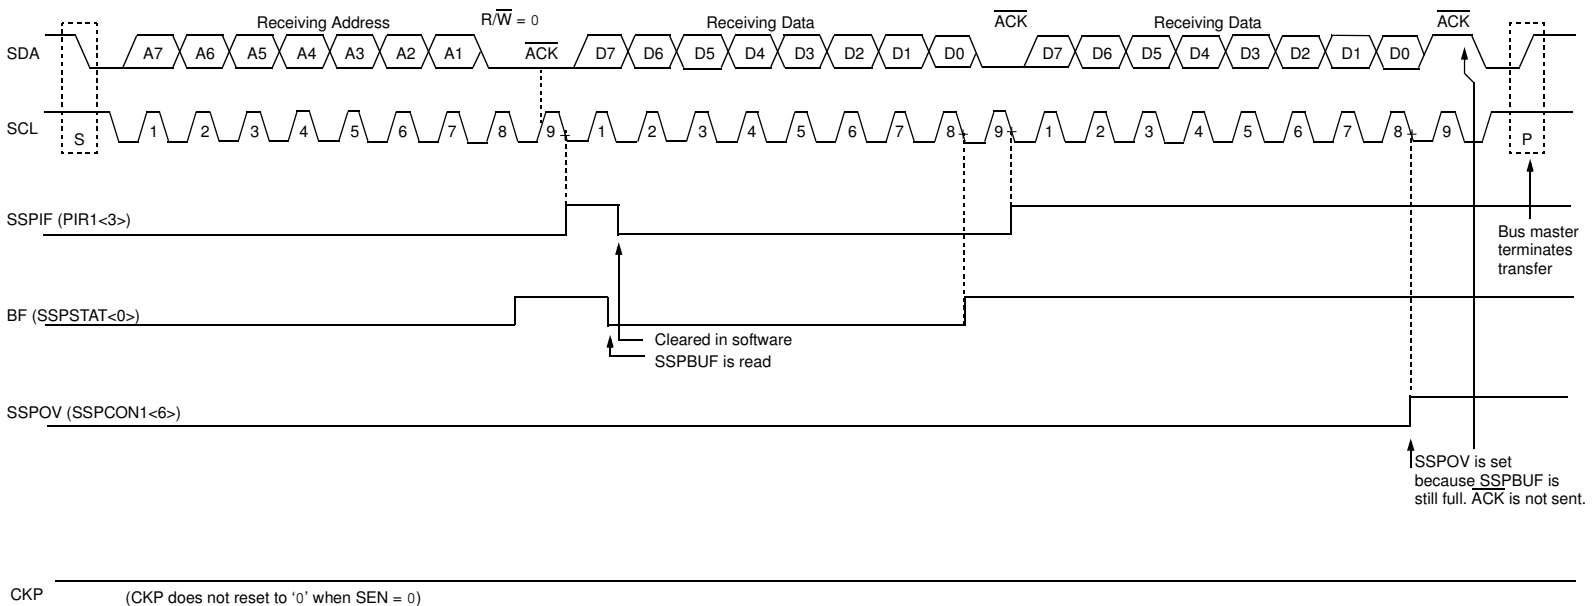 Receiving Address
R/W = 0
Receiving Data
ACK
Receiving Data
ACK
SDA
A7 A6 A5 A4 A3 A2 A1 ACK D7 D6 D5 D4 D3 D2 D1 D0 D7 D6 D5 D4 D3 D2 D1 D0
SCL
S 1 2 3 4 5 6 7 8 9 1 2 3 4 5 6 7 8 9 1 2 3 4 5 6 7 8 9 P
SSPIF (PIR1<3>)
Bus master
terminates
transfer
BF (SSPSTAT<0>)
Cleared in software
SSPBUF is read
SSPOV (SSPCON1<6>)
SSPOV is set
because SSPBUF is
still full. ACK is not sent.
CKP
(CKP does not reset to ‘0’ when SEN = 0)